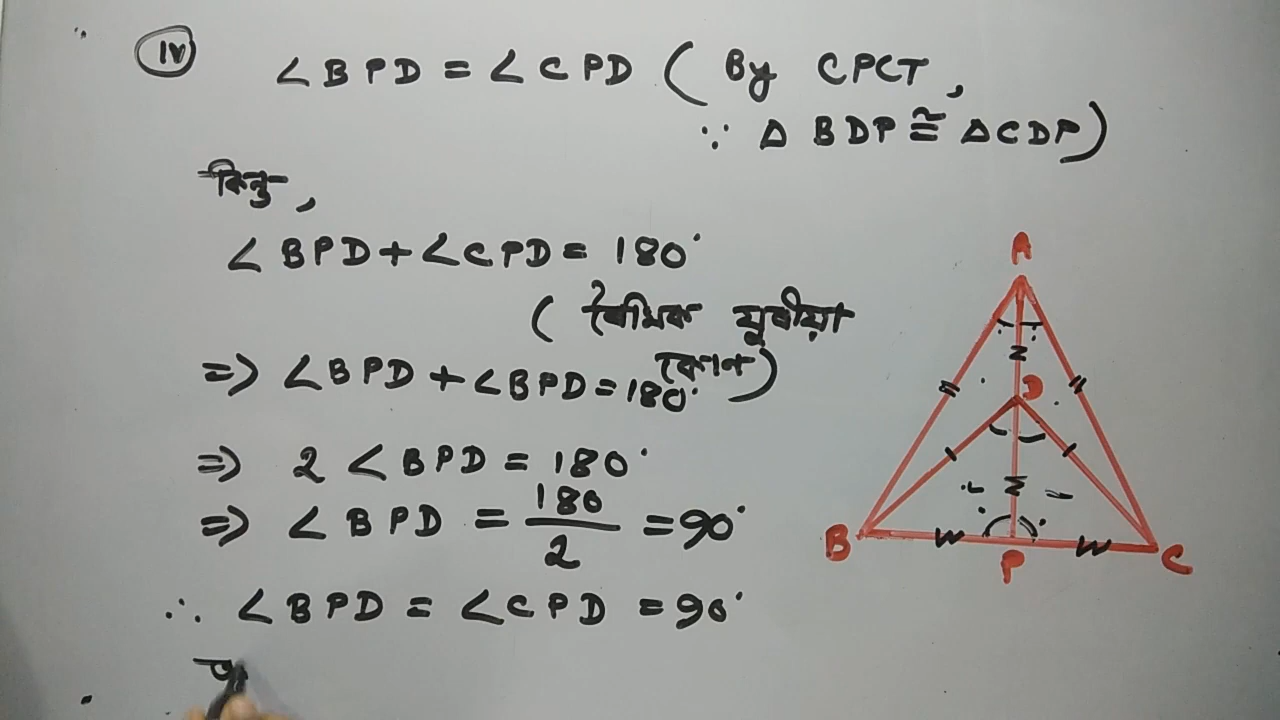 iv
∠BPD = ∠CPD ( By CPCT,
∵ Δ BDP ≅ ΔCDP)
কিন্তু,
∠BPD + ∠CPD = 180°
( ৰৈখিক যুৰীয়া
কোণ)
=> ∠BPD + ∠BPD = 180°
=> 2 ∠BPD = 180°
=> ∠BPD = 180/2 = 90°
∴ ∠BPD = ∠CPD = 90°
A
D
B
P
C